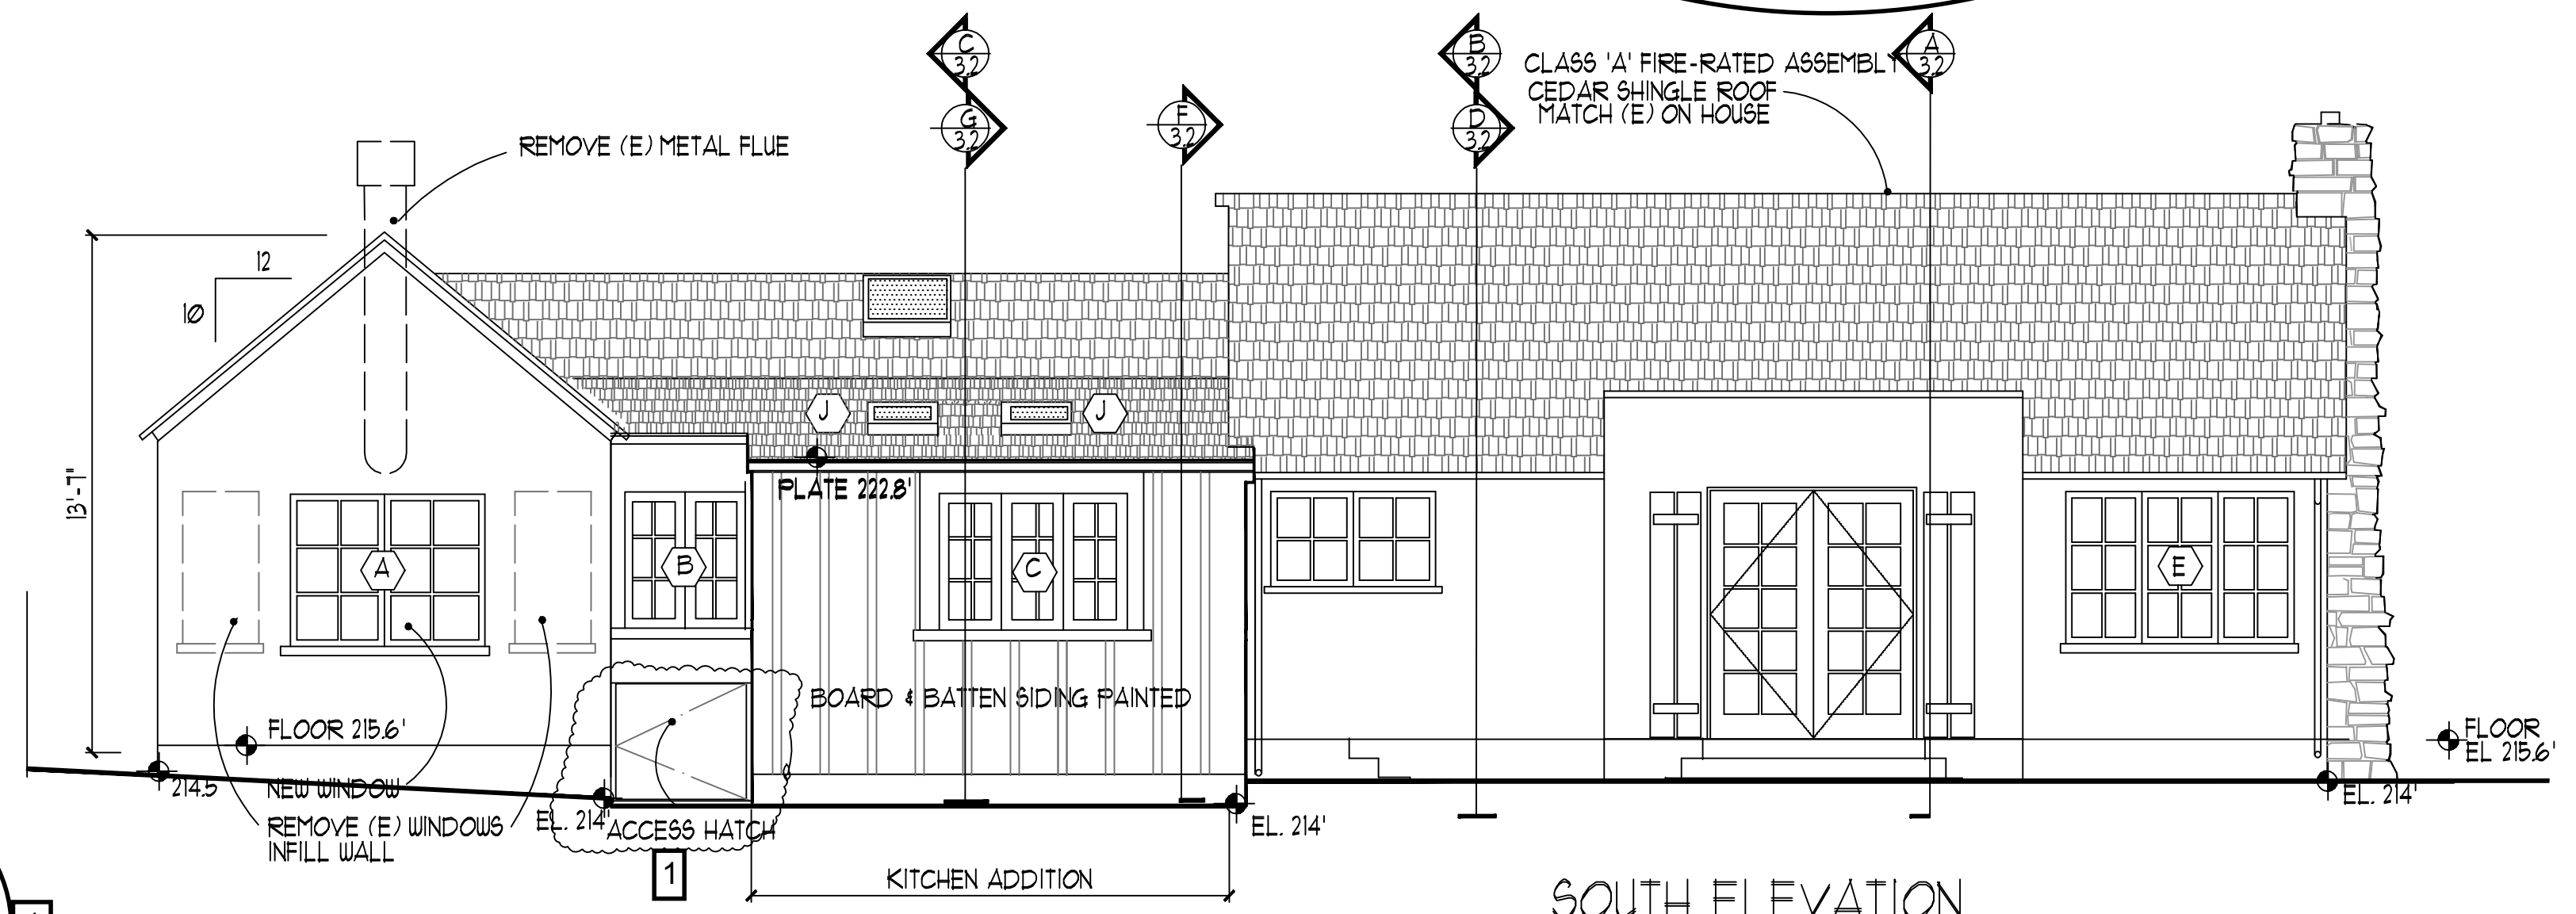 C
3.2
B
3.2
A
3.2
CLASS 'A' FIRE-RATED ASSEMBLY
CEDAR SHINGLE ROOF
MATCH (E) ON HOUSE
G
3.2
F
3.2
D
3.2
REMOVE (E) METAL FLUE
12
10
J
J
13'-7"
PLATE 222.8'
A
B
C
E
BOARD & BATTEN SIDING PAINTED
FLOOR 215.6'
FLOOR
EL 215.6'
214.5
NEW WINDOW
REMOVE (E) WINDOWS
INFILL WALL
EL. 214'
ACCESS HATCH
EL. 214'
EL. 214'
1
KITCHEN ADDITION
SOUTH ELEVATION